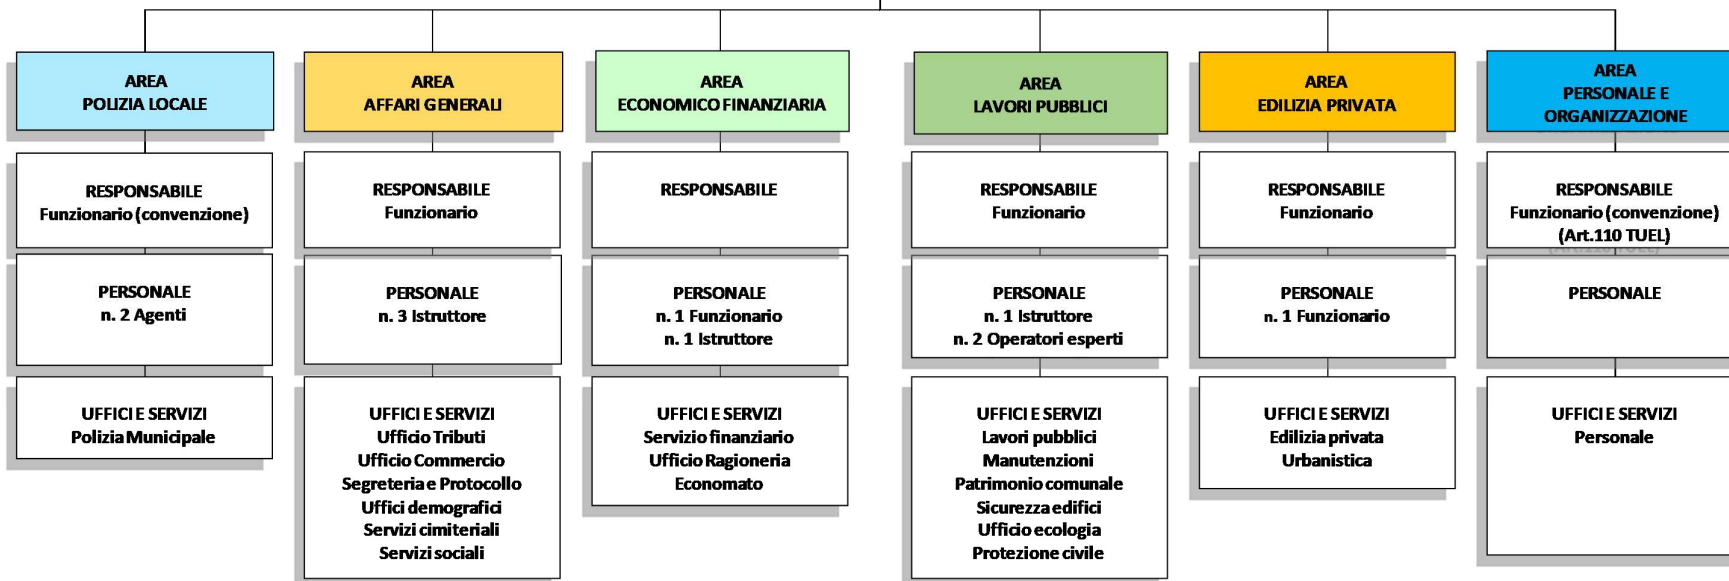 AREA
POLIZIA LOCALE
RESPONSABILE
Funzionario (convenzione)
PERSONALE
n. 2 Agenti
UFFICI E SERVIZI
Polizia Municipale
AREA
AFFARI GENERALI
RESPONSABILE
Funzionario
PERSONALE
n. 3 Istruttore
UFFICI E SERVIZI
Ufficio Tributi
Ufficio Commercio
Segreteria e Protocollo
Uffici demografici
Servizi cimiteriali
Servizi sociali
AREA
ECONOMICO FINANZIARIA
RESPONSABILE
PERSONALE
n. 1 Funzionario
n. 1 Istruttore
UFFICI E SERVIZI
Servizio finanziario
Ufficio Ragioneria
Economato
AREA
LAVORI PUBBLICI
RESPONSABILE
Funzionario
PERSONALE
n. 1 Istruttore
n. 2 Operatori esperti
UFFICI E SERVIZI
Lavori pubblici
Manutenzioni
Patrimonio comunale
Sicurezza edifici
Ufficio ecologia
Protezione civile
AREA
EDILIZIA PRIVATA
RESPONSABILE
Funzionario
PERSONALE
n. 1 Funzionario
UFFICI E SERVIZI
Edilizia privata
Urbanistica
AREA
PERSONALE E
ORGANIZZAZIONE
RESPONSABILE
Funzionario (convenzione)
(Art.110 TUEL)
PERSONALE
UFFICI E SERVIZI
Personale